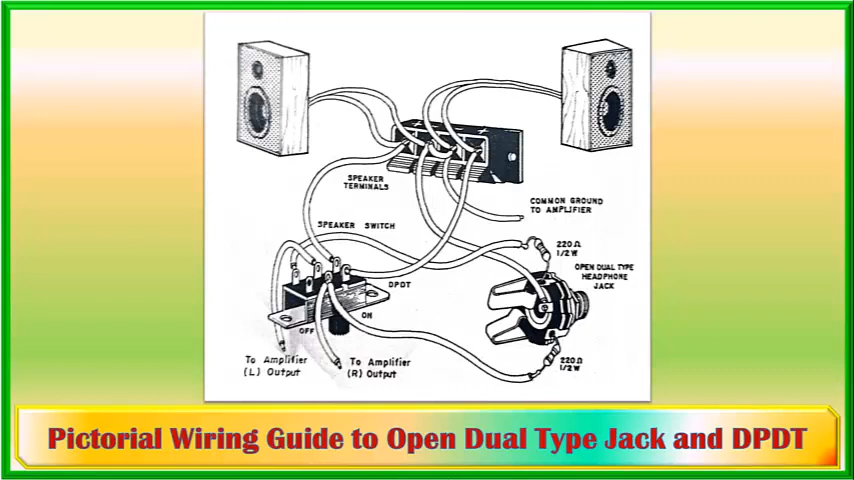 +
+
SPEAKER
TERMINALS
COMMON GROUND
TO AMPLIFIER
SPEAKER SWITCH
220Ω
1/2W
OPEN DUAL TYPE
HEADPHONE
JACK
DPDT
ON
OFF
To Amplifier
(L) Output
To Amplifier
(R) Output
220Ω
1/2W
Pictorial Wiring Guide to Open Dual Type Jack and DPDT